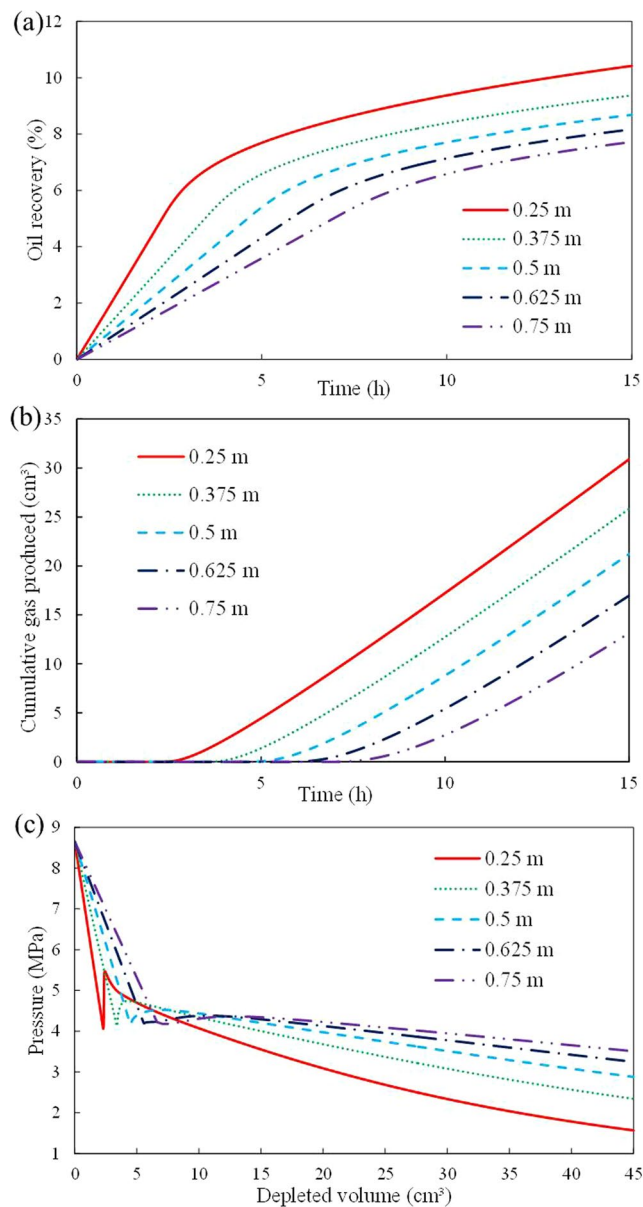 (a)
12
10
8
6
4
2
0
Oil recovery (%)
0.25 m
0.375 m
0.5 m
0.625 m
0.75 m
0 5 10 15
Time (h)
(b)
35
30
25
20
15
10
5
0
Cumulative gas produced (cm³)
0.25 m
0.375 m
0.5 m
0.625 m
0.75 m
0 5 10 15
Time (h)
(c)
9
8
7
6
5
4
3
2
1
Pressure (MPa)
0.25 m
0.375 m
0.5 m
0.625 m
0.75 m
0 5 10 15 20 25 30 35 40 45
Depleted volume (cm³)